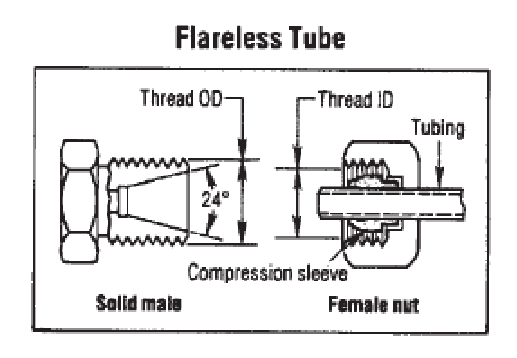 Flareless Tube
Thread OD
Thread ID
Tubing
24°
Compression sleeve
Solid male
Female nut